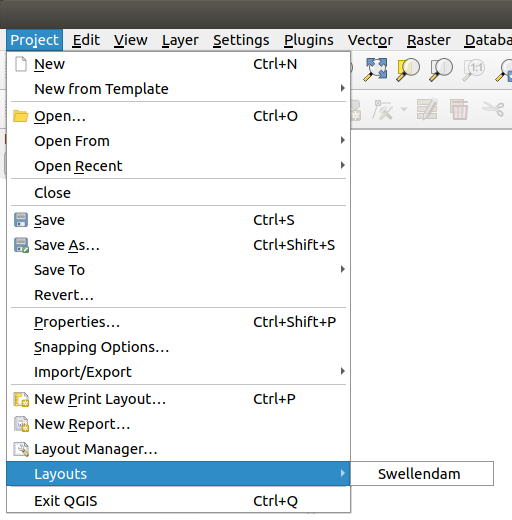 Project Edit View Layer Settings Plugins Vector Raster Databa
New Ctrl+N
New from Template
Open... Ctrl+O
Open From
Open Recent
Close
Save Ctrl+S
Save As... Ctrl+Shift+S
Save To
Revert...
Properties... Ctrl+Shift+P
Snapping Options...
Import/Export
New Print Layout... Ctrl+P
New Report...
Layout Manager...
Layouts Swellendam
Exit QGIS Ctrl+Q